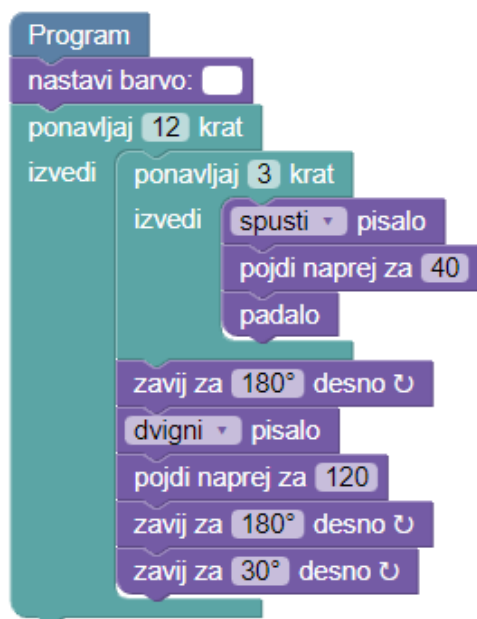 Program
nastavi barvo:
ponavljaj 12 krat
izvedi ponavljaj 3 krat
izvedi spusti pisalo
pojdi naprej za 40
padalo
zavij za 180° desno ↻
dvigni pisalo
pojdi naprej za 120
zavij za 180° desno ↻
zavij za 30° desno ↻